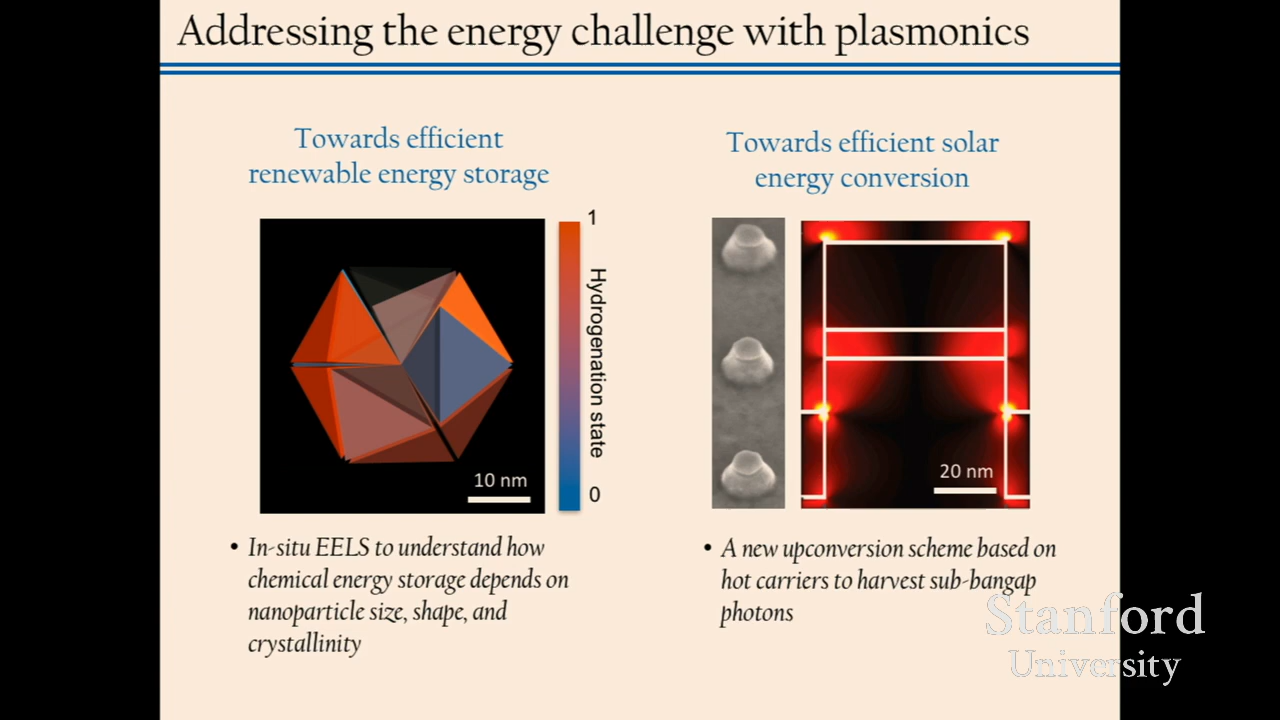 Addressing the energy challenge with plasmonics
Towards efficient
renewable energy storage
1
Hydrogenation state
0
10 nm
• In-situ EELS to understand how
chemical energy storage depends on
nanoparticle size, shape, and
crystallinity
Towards efficient solar
energy conversion
20 nm
• A new upconversion scheme based on
hot carriers to harvest sub-bangap
photons
Stanford
University